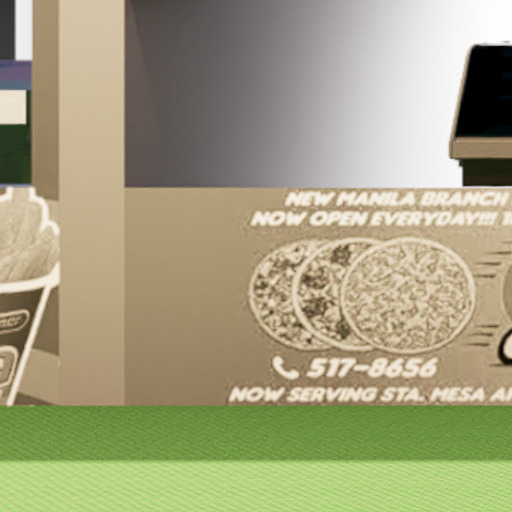 NEW MANILA BRANCH
NOW OPEN EVERYDAY!!!
517-8656
NOW SERVING STA. MESA